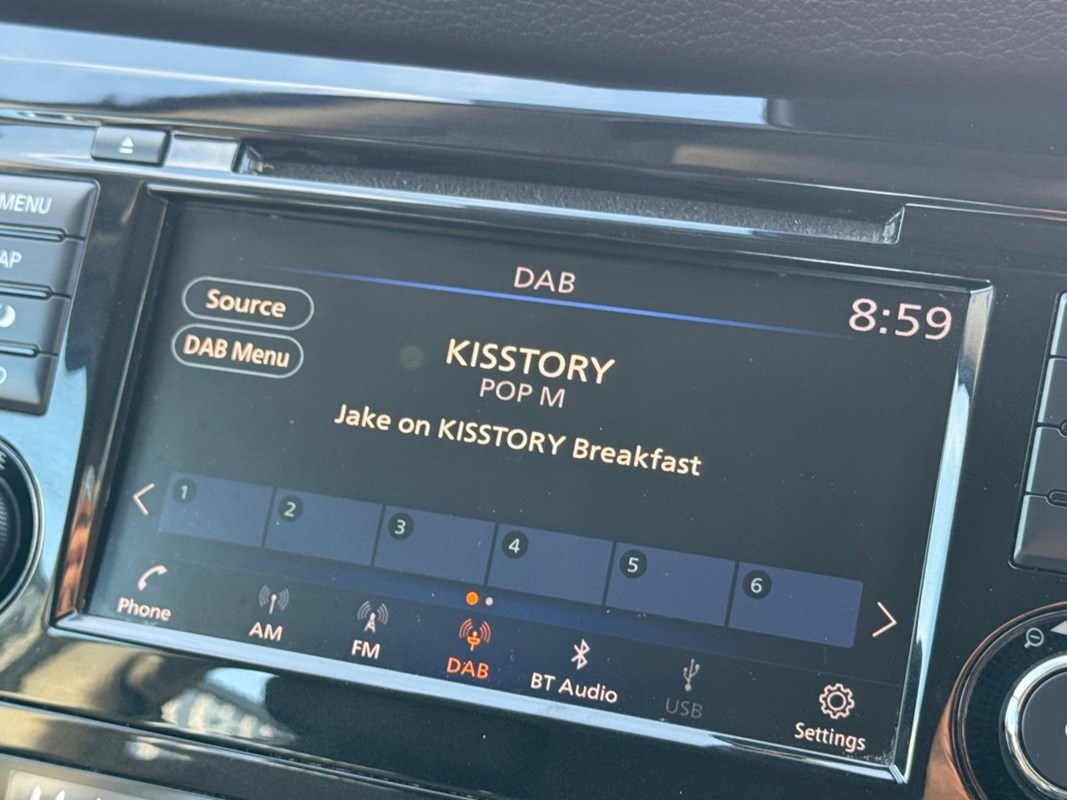 MENU
DAB
8:59
Source
DAB Menu
KISSTORY
POP M
Jake on KISSTORY Breakfast
1
2
3
4
5
6
Phone
AM
FM
DAB
BT Audio
USB
Settings